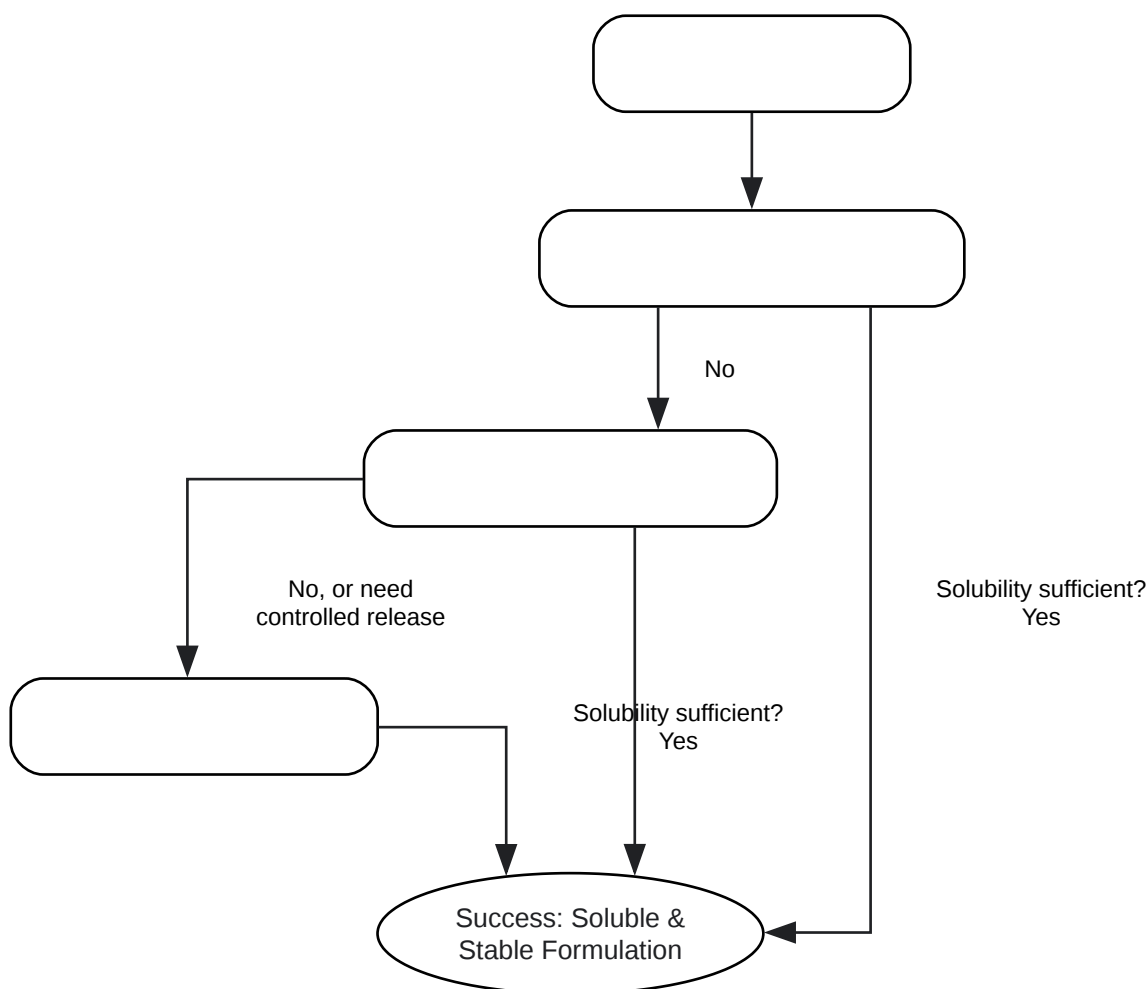 No
No, or need
controlled release
Solubility sufficient?
Yes
Solubility sufficient?
Yes
Success: Soluble &
Stable Formulation